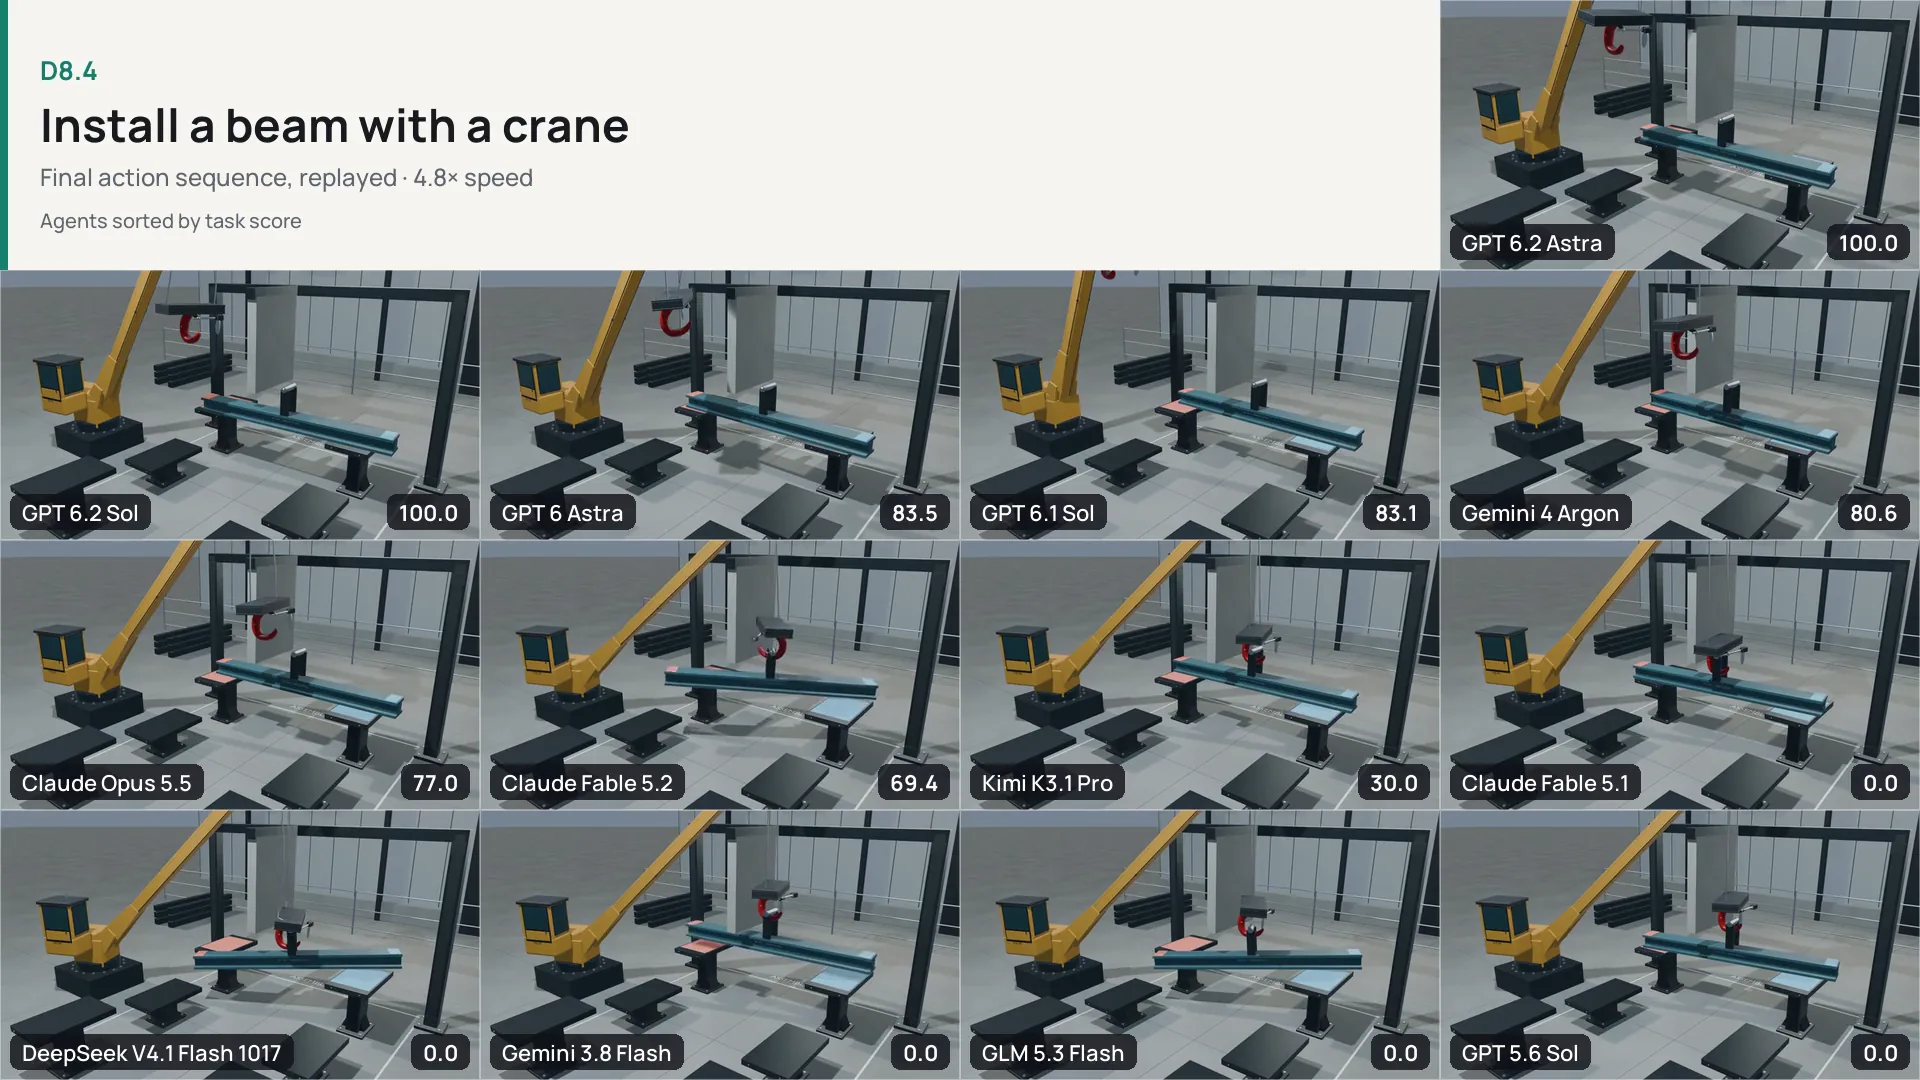 D8.4
Install a beam with a crane
Final action sequence, replayed · 4.8× speed
Agents sorted by task score
GPT 6.2 Astra 100.0
GPT 6.2 Sol 100.0
GPT 6 Astra 83.5
GPT 6.1 Sol 83.1
Gemini 4 Argon 80.6
Claude Opus 5.5 77.0
Claude Fable 5.2 69.4
Kimi K3.1 Pro 30.0
Claude Fable 5.1 0.0
DeepSeek V4.1 Flash 1017 0.0
Gemini 3.8 Flash 0.0
GLM 5.3 Flash 0.0
GPT 5.6 Sol 0.0